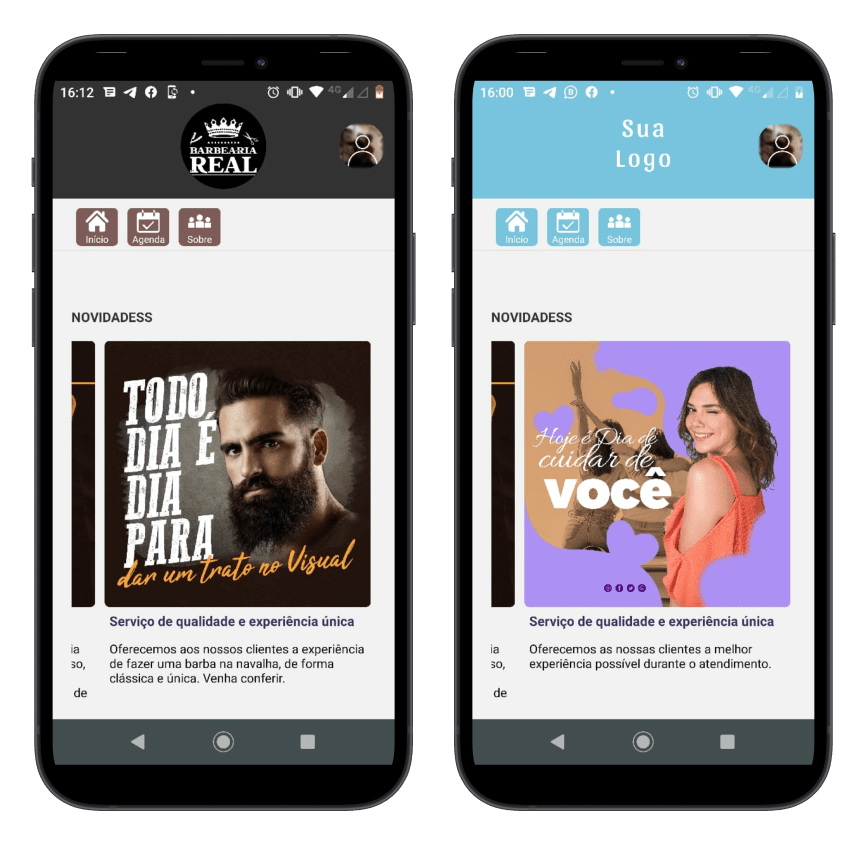 16:12
4G
BARBEARIA
REAL
Início
Agenda
Sobre
NOVIDADESS
TODO
DIA É
DIA
PARA
dar um trato no Visual
Serviço de qualidade e experiência única
ia
so,
de
Oferecemos aos nossos clientes a experiência
de fazer uma barba na navalha, de forma
clássica e única. Venha conferir.
16:00
B
4G
Sua
Logo
Início
Agenda
Sobre
NOVIDADESS
Hoje é Dia de
cuidar de
você
Serviço de qualidade e experiência única
ia
so,
de
Oferecemos as nossas clientes a melhor
experiência possível durante o atendimento.